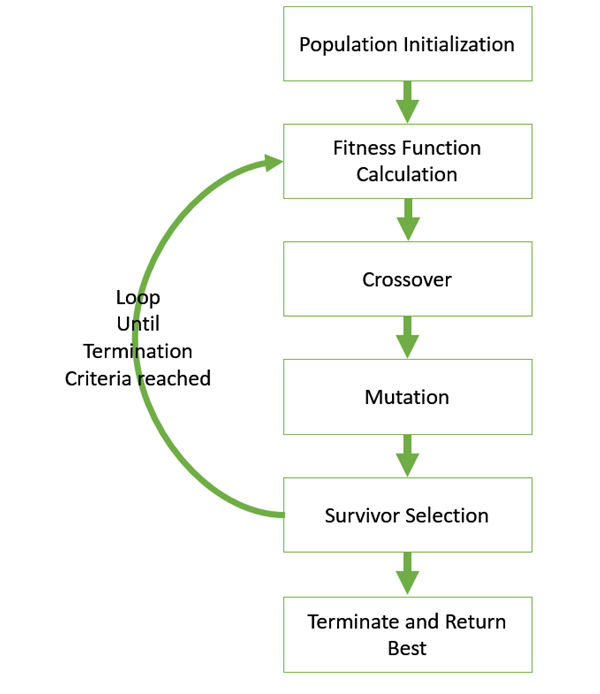 Population Initialization
Fitness Function
Calculation
Crossover
Loop
Until
Termination
Criteria reached
Mutation
Survivor Selection
Terminate and Return
Best